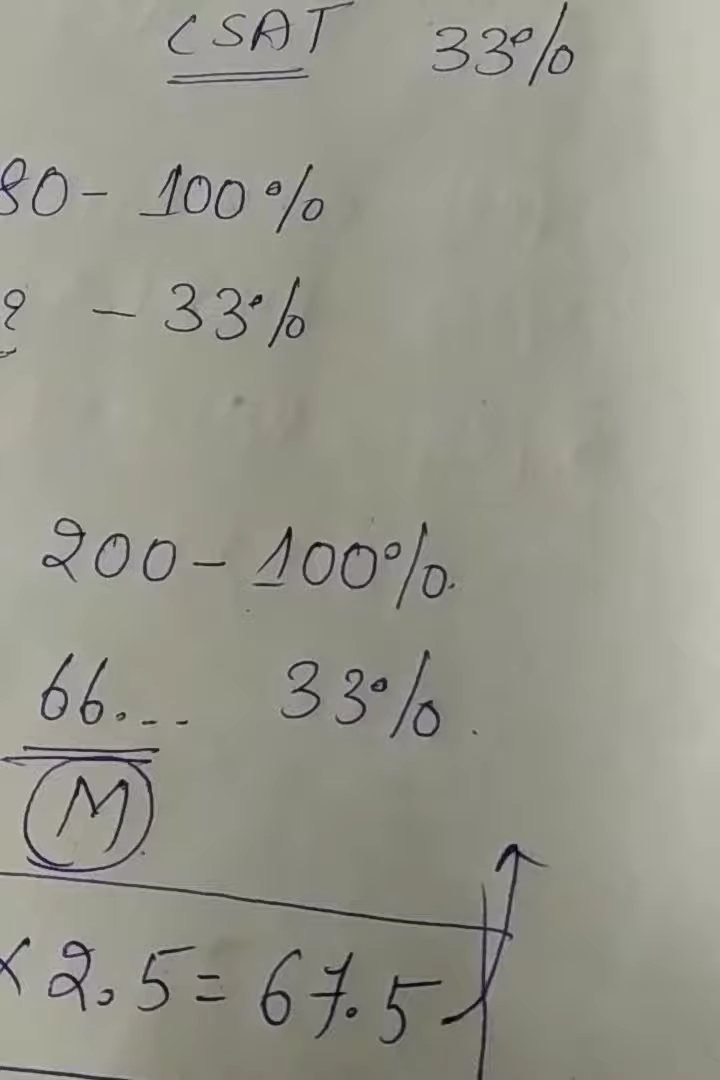 CSAT 33%
80- 100%
? - 33%
200- 100%.
66... 33%.
M
x 2.5= 67.5